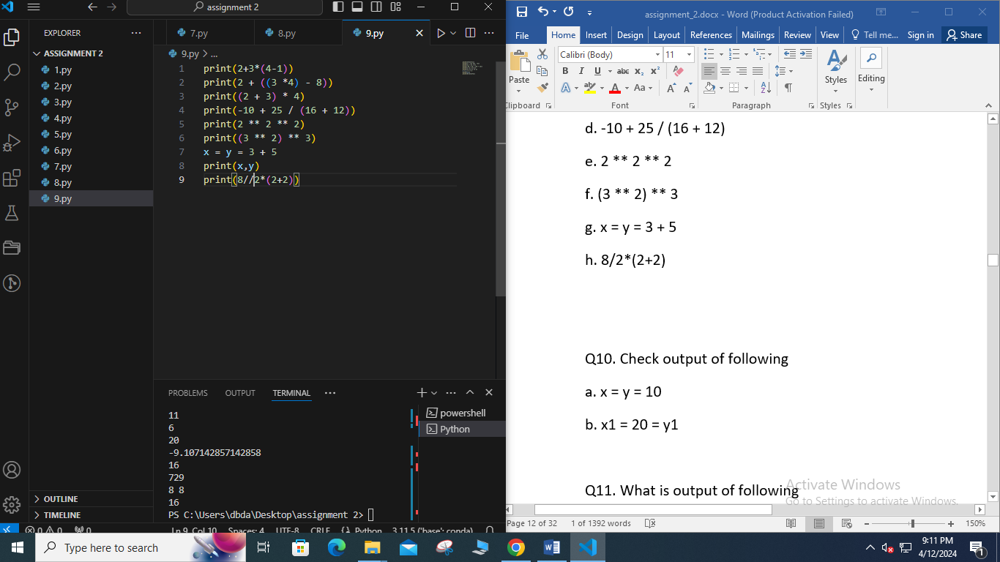 assignment 2
EXPLORER
ASSIGNMENT 2
1.py
2.py
3.py
4.py
5.py
6.py
7.py
8.py
9.py
OUTLINE
TIMELINE
7.py
8.py
9.py
9.py > ...
1 print(2+3*(4-1))
2 print(2 + ((3 *4) - 8))
3 print((2 + 3) * 4)
4 print(-10 + 25 / (16 + 12))
5 print(2 ** 2 ** 2)
6 print((3 ** 2) ** 3)
7 x = y = 3 + 5
8 print(x,y)
9 print(8//2*(2+2))
PROBLEMS OUTPUT TERMINAL
powershell
Python
11
6
20
-9.107142857142858
16
729
8 8
16
PS C:\Users\dbda\Desktop\assignment 2>
0 0 0 Ln 9, Col 10 Spaces: 4 UTF-8 CRLF {} Python 3.11.5 ('base': conda)
assignment_2.docx - Word (Product Activation Failed)
File Home Insert Design Layout References Mailings Review View Tell me... Sign in Share
Calibri (Body) 11
Paste
B I U abc x₂ x²
A A Aa A A
Styles
Editing
Clipboard Font Paragraph Styles
d. -10 + 25 / (16 + 12)
e. 2 ** 2 ** 2
f. (3 ** 2) ** 3
g. x = y = 3 + 5
h. 8/2*(2+2)
Q10. Check output of following
a. x = y = 10
b. x1 = 20 = y1
Q11. What is output of following
Activate Windows
Go to Settings to activate Windows.
Page 12 of 32 1 of 1392 words 150%
Type here to search
9:11 PM
4/12/2024
1